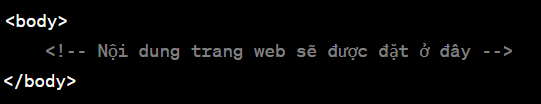 <body>
<!-- Nội dung trang web sẽ được đặt ở đây -->
</body>